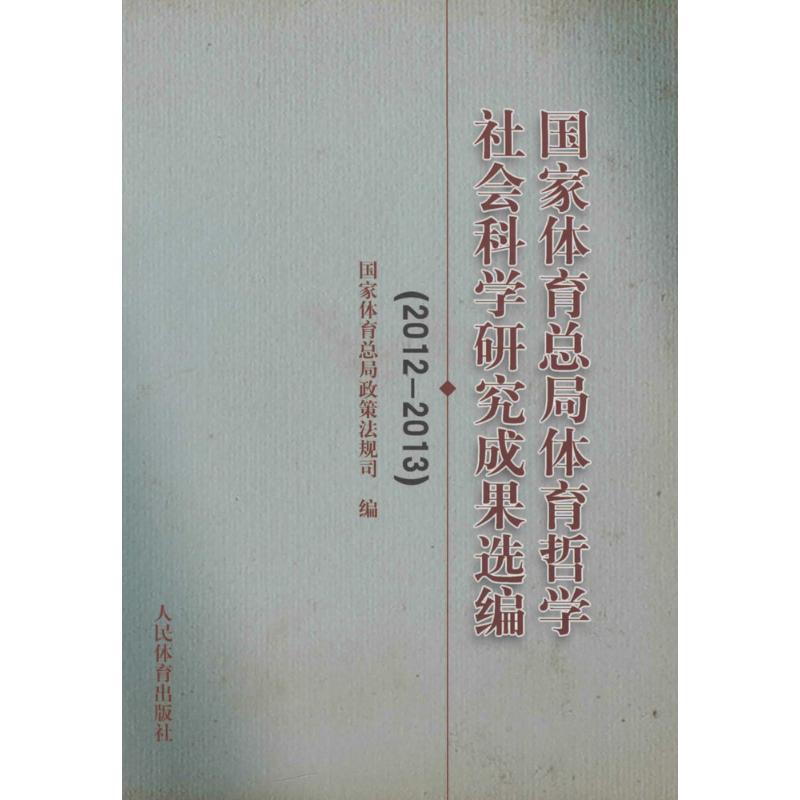 国家体育总局体育哲学
社会科学研究成果选编
(2012—2013)
国家体育总局政策法规司 编
人民体育出版社